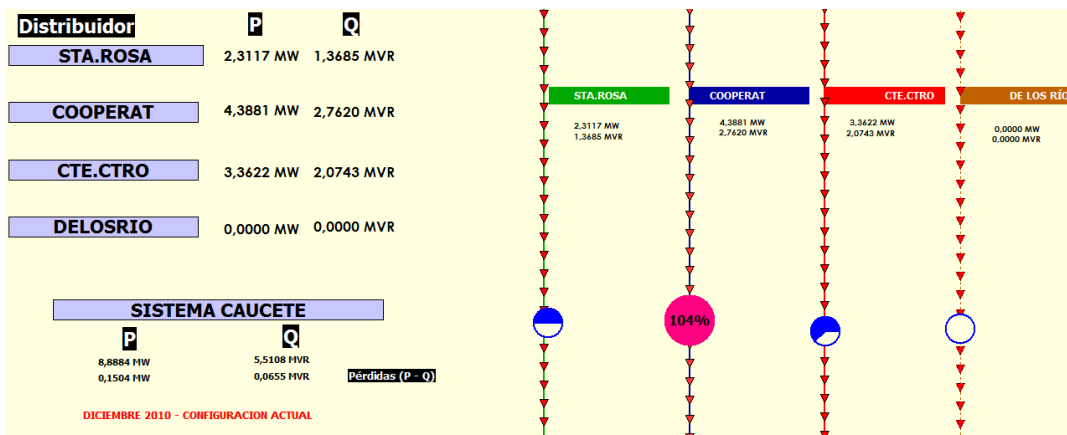 Distribuidor P Q
STA.ROSA 2,3117 MW 1,3685 MVR
COOPERAT 4,3881 MW 2,7620 MVR
CTE.CTRO 3,3622 MW 2,0743 MVR
DELOSRIO 0,0000 MW 0,0000 MVR
SISTEMA CAUCETE
P Q
8,8884 MW 5,5108 MVR
0,1504 MW 0,0655 MVR Pérdidas (P - Q)
DICIEMBRE 2010 - CONFIGURACION ACTUAL
STA.ROSA COOPERAT CTE.CTRO DE LOS RÍO
2,3117 MW 4,3881 MW 3,3622 MW 0,0000 MW
1,3685 MVR 2,7620 MVR 2,0743 MVR 0,0000 MVR
104%